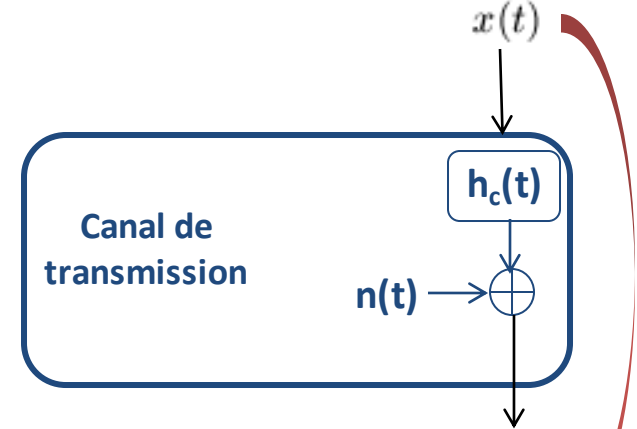 x(t)
h_c(t)
Canal de
transmission
n(t)